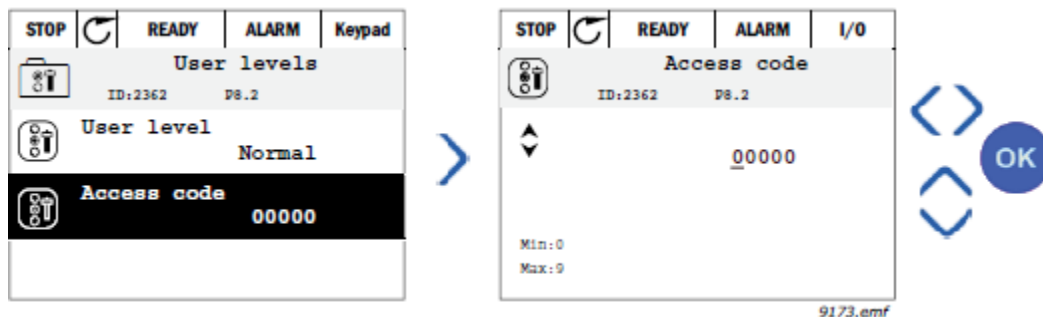 STOP READY ALARM Keypad
User levels
ID:2362 P8.2
User level
Normal
Access code
00000
STOP READY ALARM I/O
Access code
ID:2362 P8.2
00000
Min:0
Max:9
OK
9173.emf